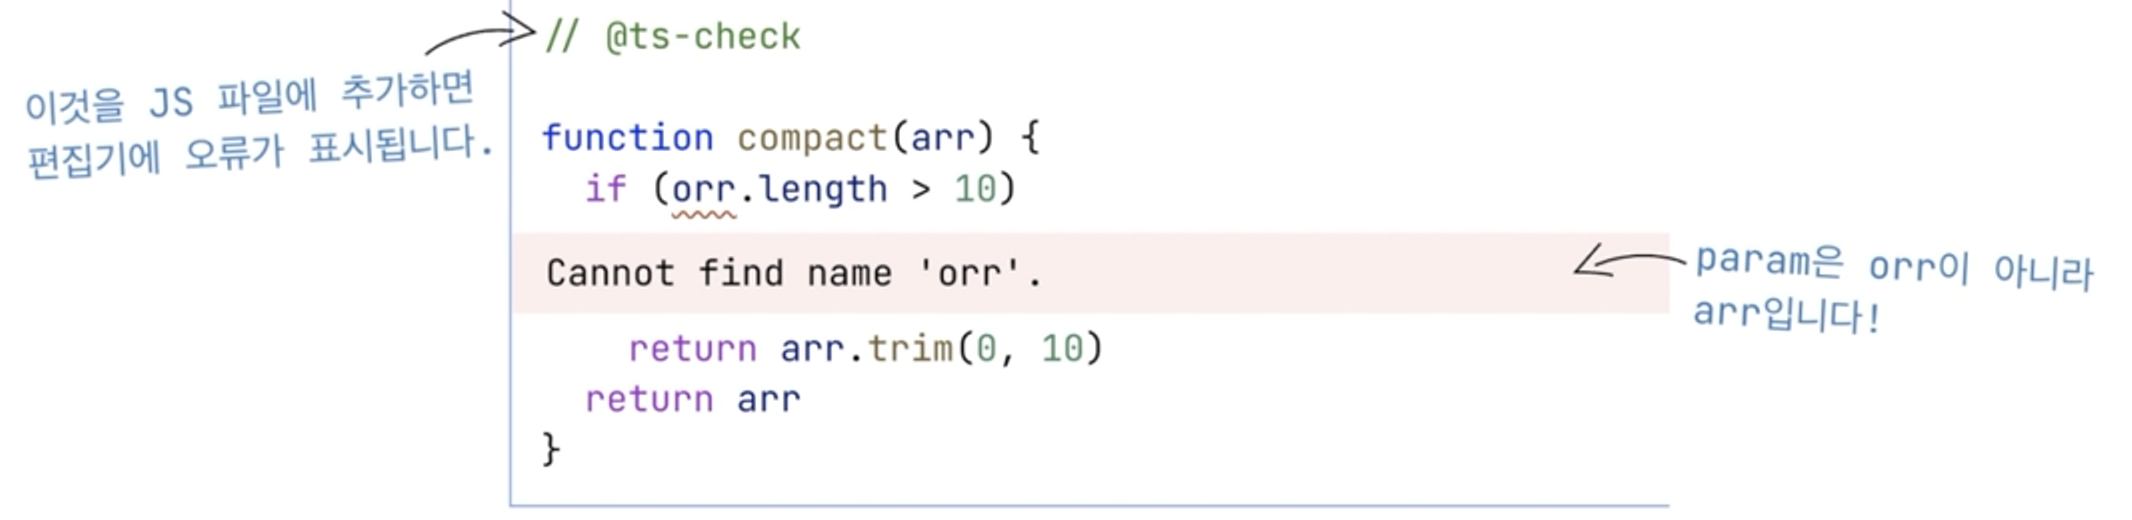 // @ts-check
이것을 JS 파일에 추가하면
편집기에 오류가 표시됩니다.
function compact(arr) {
if (orr.length > 10)
Cannot find name 'orr'.
param은 orr이 아니라
arr입니다!
return arr.trim(0, 10)
return arr
}